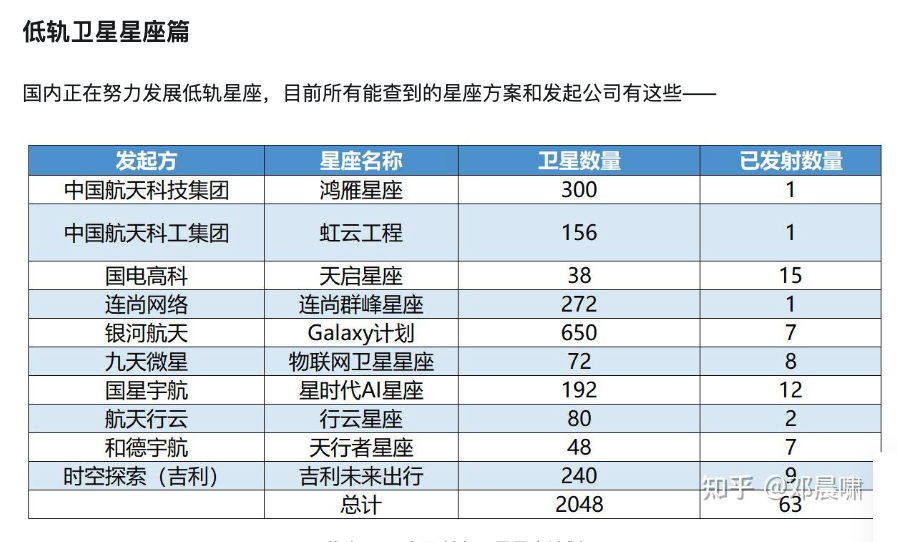 低轨卫星星座篇
国内正在努力发展低轨星座，目前所有能查到的星座方案和发起公司有这些——
发起方 星座名称 卫星数量 已发射数量
中国航天科技集团 鸿雁星座 300 1
中国航天科工集团 虹云工程 156 1
国电高科 天启星座 38 15
连尚网络 连尚群峰星座 272 1
银河航天 Galaxy计划 650 7
九天微星 物联网卫星星座 72 8
国星宇航 星时代AI星座 192 12
航天行云 行云星座 80 2
和德宇航 天行者星座 48 7
时空探索（吉利） 吉利未来出行 240 9
总计 2048 63
知乎 @邓晨啸